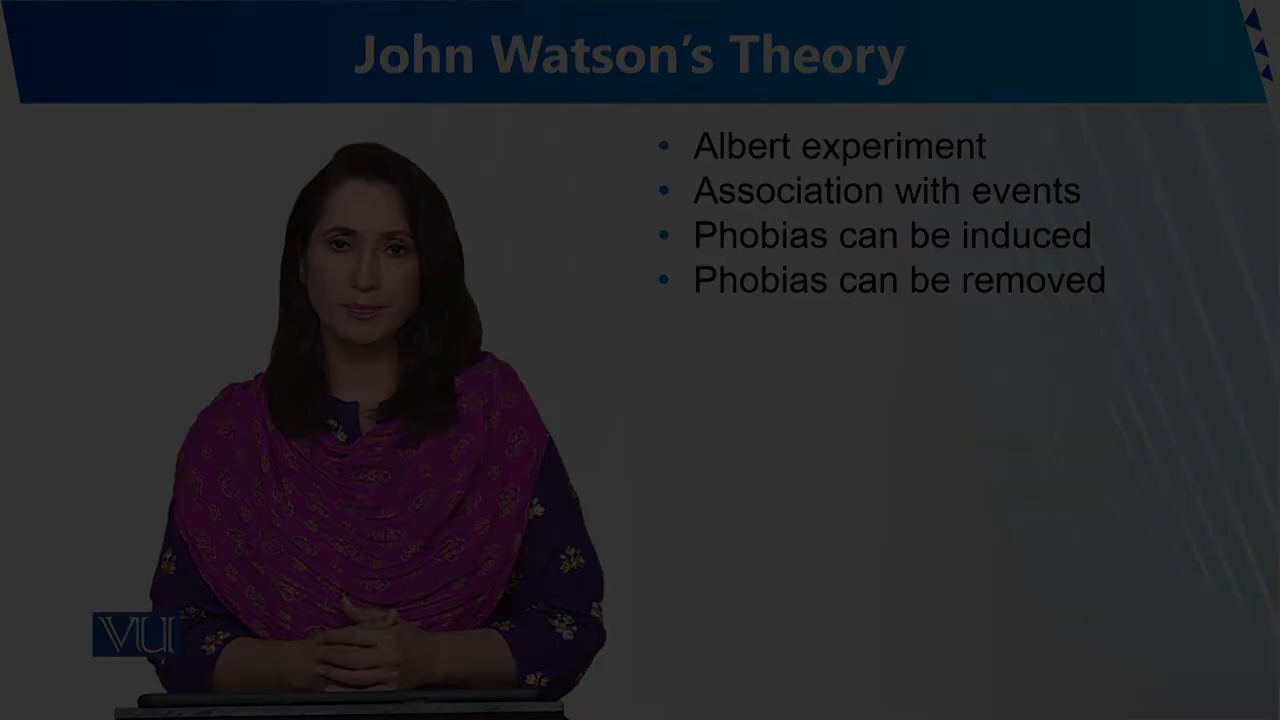 John Watson's Theory
• Albert experiment
• Association with events
• Phobias can be induced
• Phobias can be removed
VU